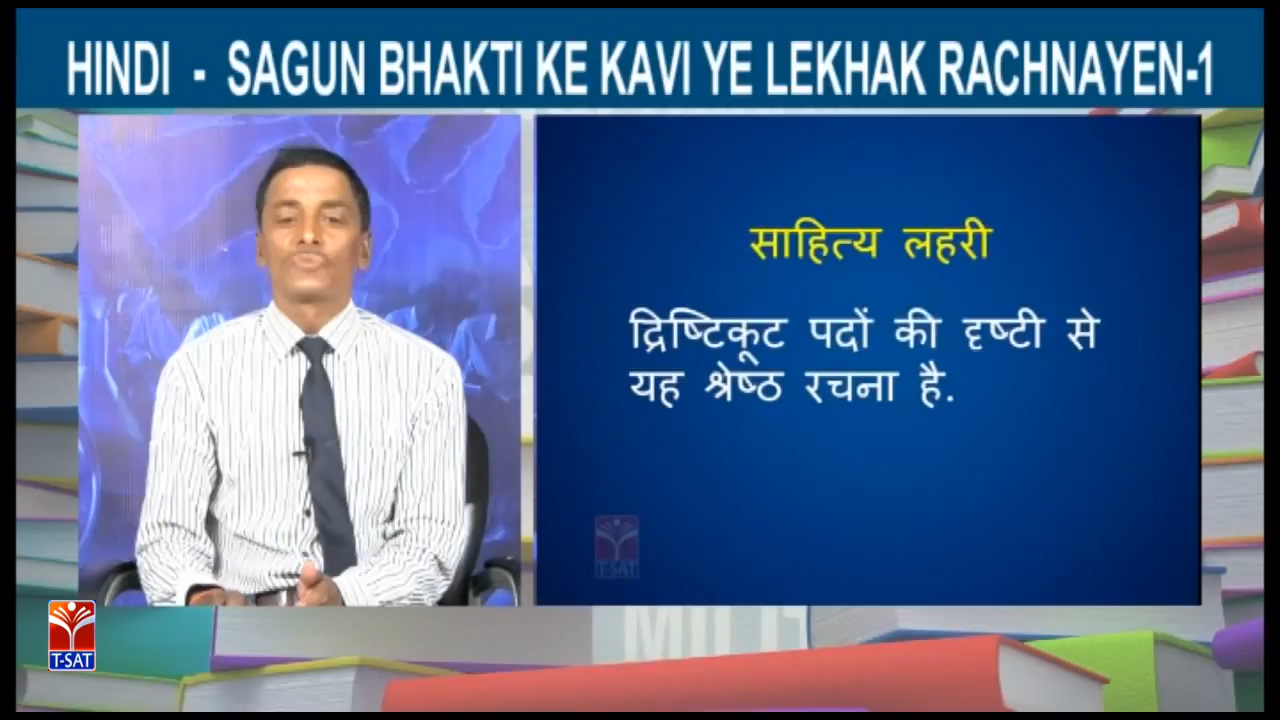 HINDI - SAGUN BHAKTI KE KAVI YE LEKHAK RACHNAYEN-1
साहित्य लहरी
द्रिष्टिकूट पदों की दृष्टी से
यह श्रेष्ठ रचना है.
T-SAT
T-SAT